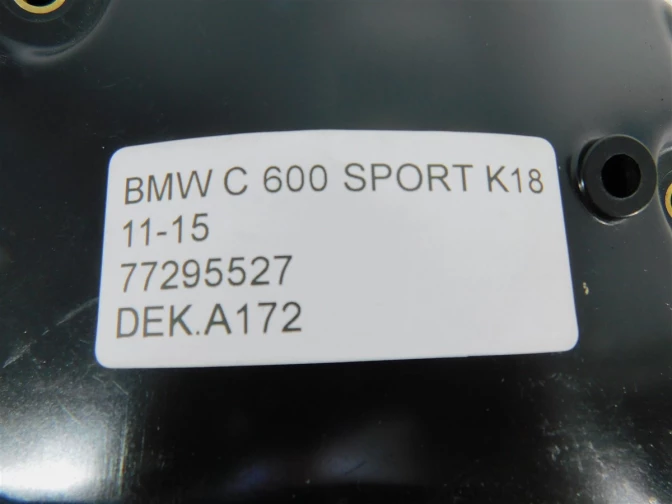 BMW C 600 SPORT K18
11-15
77295527
DEK.A172